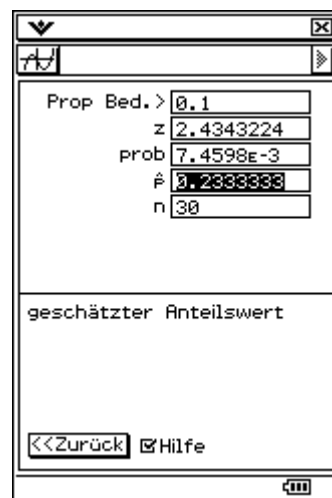 Prop Bed.> 0.1
z 2.4343224
prob 7.4598E-3
p̂ 0.2333333
n 30
geschätzter Anteilswert
<<Zurück Hilfe